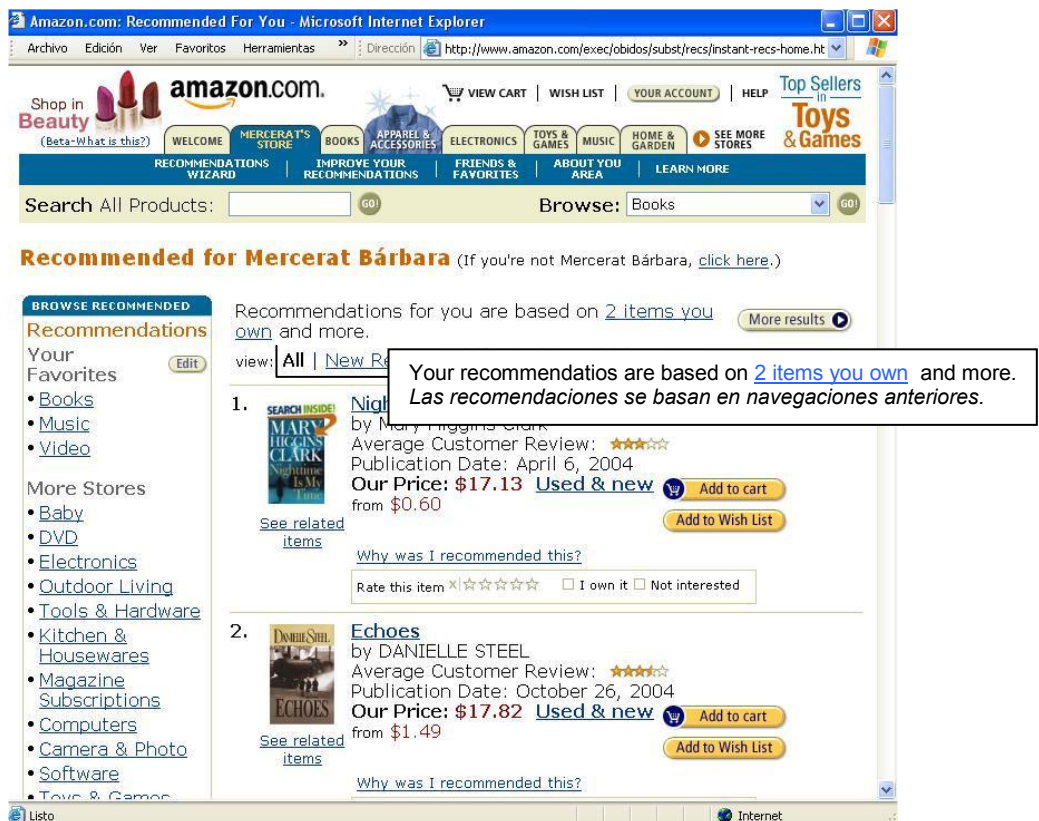 Amazon.com: Recommended For You - Microsoft Internet Explorer
Archivo Edición Ver Favoritos Herramientas » Dirección http://www.amazon.com/exec/obidos/subst/recs/instant-recs-home.ht
Shop in
Beauty
(Beta-What is this?)
amazon.com.
VIEW CART | WISH LIST | YOUR ACCOUNT | HELP
Top Sellers
in
Toys
& Games
WELCOME
MERCERAT'S
STORE
BOOKS
APPAREL &
ACCESSORIES
ELECTRONICS
TOYS &
GAMES
MUSIC
HOME &
GARDEN
SEE MORE
STORES
RECOMMENDATIONS
WIZARD
IMPROVE YOUR
RECOMMENDATIONS
FRIENDS &
FAVORITES
ABOUT YOU
AREA
LEARN MORE
Search All Products: GO! Browse: Books GO!
Recommended for Mercerat Bárbara (If you're not Mercerat Bárbara, click here.)
BROWSE RECOMMENDED
Recommendations
Your
Favorites
Edit
• Books
• Music
• Video
More Stores
• Baby
• DVD
• Electronics
• Outdoor Living
• Tools & Hardware
• Kitchen &
Housewares
• Magazine
Subscriptions
• Computers
• Camera & Photo
• Software
• Toys & Games
Recommendations for you are based on 2 items you
own and more.
More results
view: All | New Re
Your recommendatios are based on 2 items you own and more.
Las recomendaciones se basan en navegaciones anteriores.
1.
SEARCH INSIDE!
MARY
HIGGINS
CLARK
Nighttime
Is My
Time
See related
items
Nigh
by Mary Higgins Clark
Average Customer Review:
Publication Date: April 6, 2004
Our Price: $17.13 Used & new
from $0.60
Add to cart
Add to Wish List
Why was I recommended this?
Rate this item X I own it Not interested
2.
DANIELLE STEEL
ECHOES
See related
items
Echoes
by DANIELLE STEEL
Average Customer Review:
Publication Date: October 26, 2004
Our Price: $17.82 Used & new
from $1.49
Add to cart
Add to Wish List
Why was I recommended this?
Listo
Internet